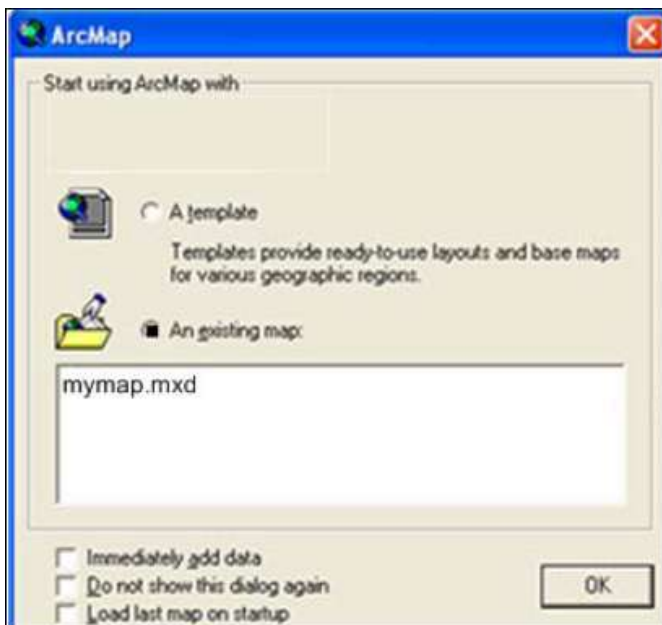 ArcMap
Start using ArcMap with
A template
Templates provide ready-to-use layouts and base maps
for various geographic regions.
An existing map:
mymap.mxd
Immediately add data
Do not show this dialog again
OK
Load last map on startup